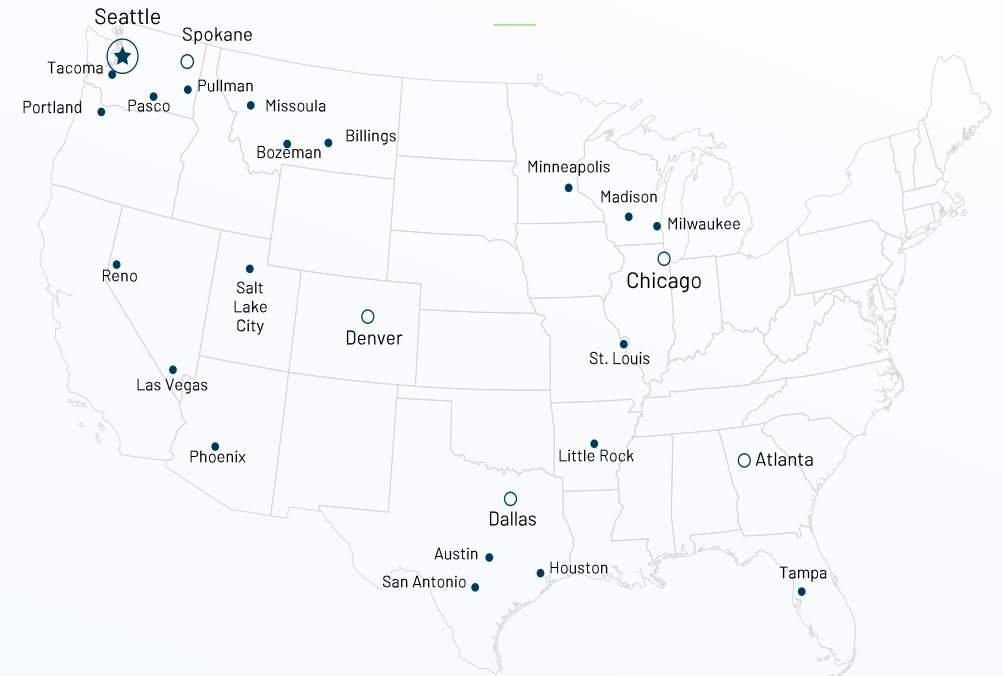 Seattle
Spokane
Tacoma
Pullman
Portland
Pasco
Missoula
Billings
Bozeman
Minneapolis
Madison
Milwaukee
Reno
Salt
Lake
City
Chicago
Denver
St. Louis
Las Vegas
Phoenix
Little Rock
Atlanta
Dallas
Austin
Houston
San Antonio
Tampa